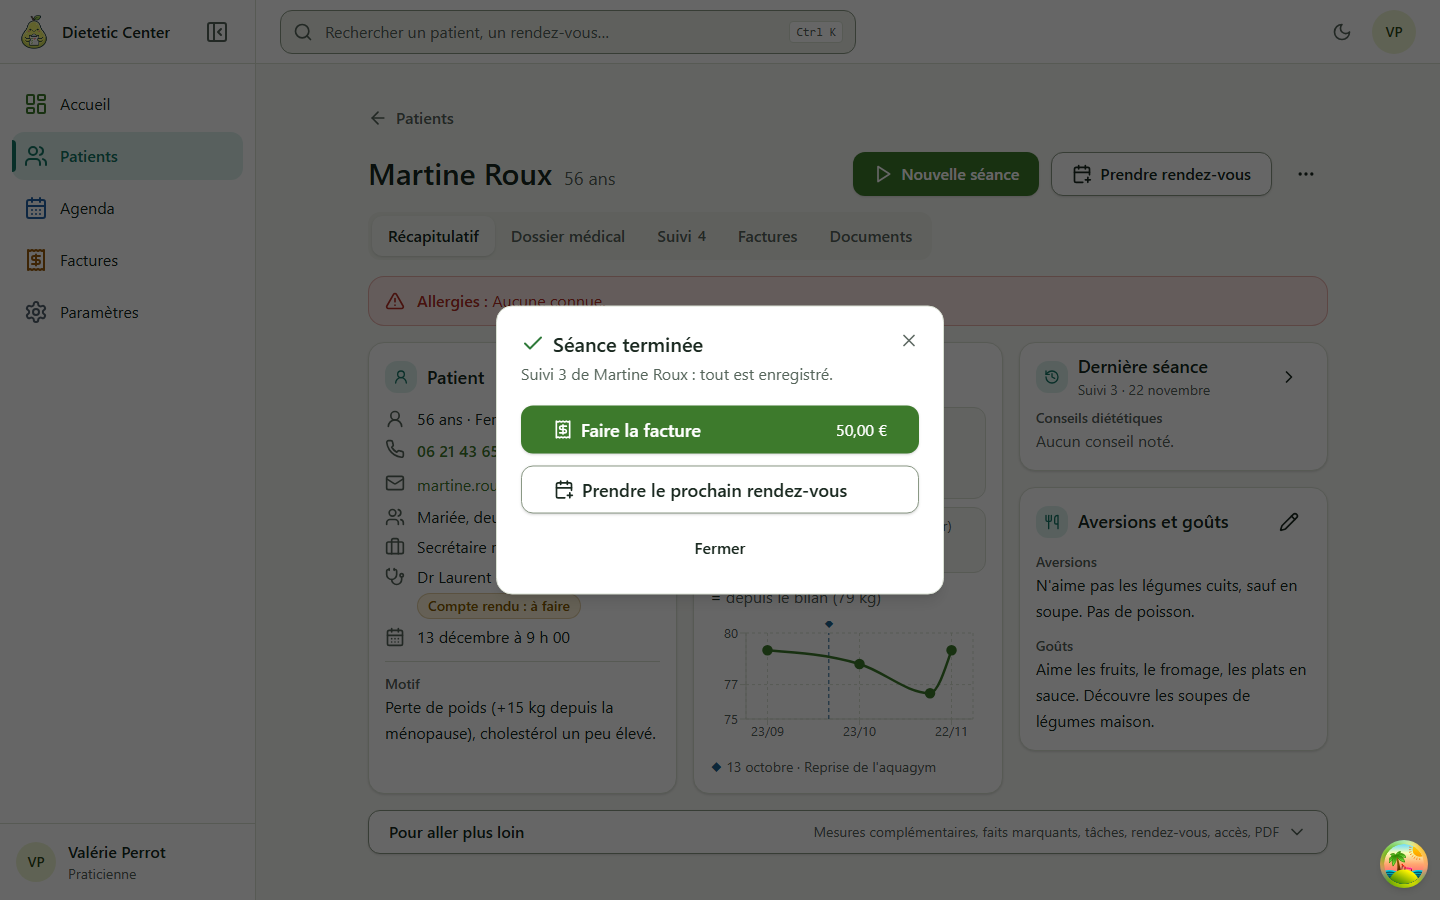 Dietetic Center
Rechercher un patient, un rendez-vous...
Ctrl K
VP
Accueil
Patients
Agenda
Factures
Paramètres
Patients
Martine Roux 56 ans
Nouvelle séance
Prendre rendez-vous
Récapitulatif
Dossier médical
Suivi 4
Factures
Documents
Allergies : Aucune connue.
Séance terminée
Suivi 3 de Martine Roux : tout est enregistré.
Faire la facture 50,00 €
Prendre le prochain rendez-vous
Fermer
Patient
56 ans
06 21 43
Mariée,
Secrétaire
Dr Laurent
Compte rendu : à faire
13 décembre à 9 h 00
Motif
Perte de poids (+15 kg depuis la
ménopause), cholestérol un peu élevé.
= depuis le bilan (79 kg)
80
77
75
23/09
23/10
22/11
13 octobre · Reprise de l'aquagym
Dernière séance
Suivi 3 · 22 novembre
Conseils diététiques
Aucun conseil noté.
Aversions et goûts
Aversions
N'aime pas les légumes cuits, sauf en
soupe. Pas de poisson.
Goûts
Aime les fruits, le fromage, les plats en
sauce. Découvre les soupes de
légumes maison.
Pour aller plus loin
Mesures complémentaires, faits marquants, tâches, rendez-vous, accès, PDF
VP
Valérie Perrot
Praticienne